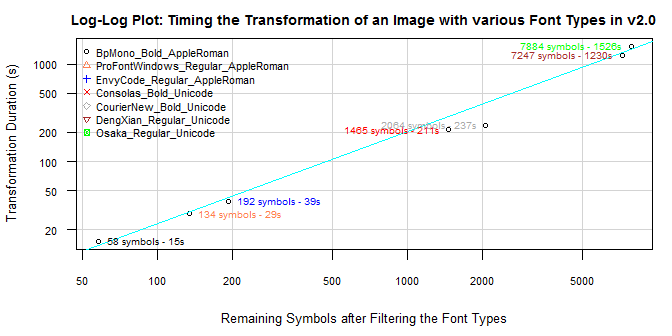 Log-Log Plot: Timing the Transformation of an Image with various Font Types in v2.0
Transformation Duration (s)
1000
500
200
100
50
20
BpMono_Bold_AppleRoman
ProFontWindows_Regular_AppleRoman
EnvyCode_Regular_AppleRoman
Consolas_Bold_Unicode
CourierNew_Bold_Unicode
DengXian_Regular_Unicode
Osaka_Regular_Unicode
7884 symbols - 1526s
7247 symbols - 1230s
2064 symbols - 237s
1465 symbols - 211s
192 symbols - 39s
134 symbols - 29s
58 symbols - 15s
50
100
200
500
1000
2000
5000
Remaining Symbols after Filtering the Font Types